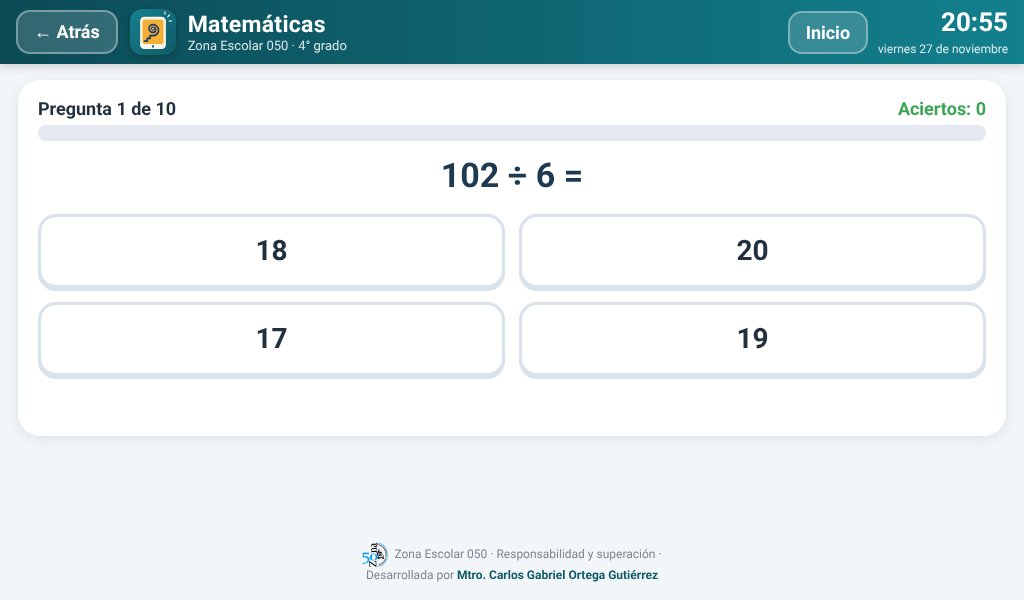 ← Atrás
Matemáticas
Zona Escolar 050 · 4° grado
Inicio
20:55
viernes 27 de noviembre
Pregunta 1 de 10
Aciertos: 0
102 ÷ 6 =
18
20
17
19
Zona 50
Zona Escolar 050 · Responsabilidad y superación ·
Desarrollada por Mtro. Carlos Gabriel Ortega Gutiérrez